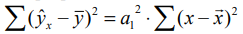 ∑(ŷₓ − ȳ)² = a₁² · ∑(x − x⃗)²